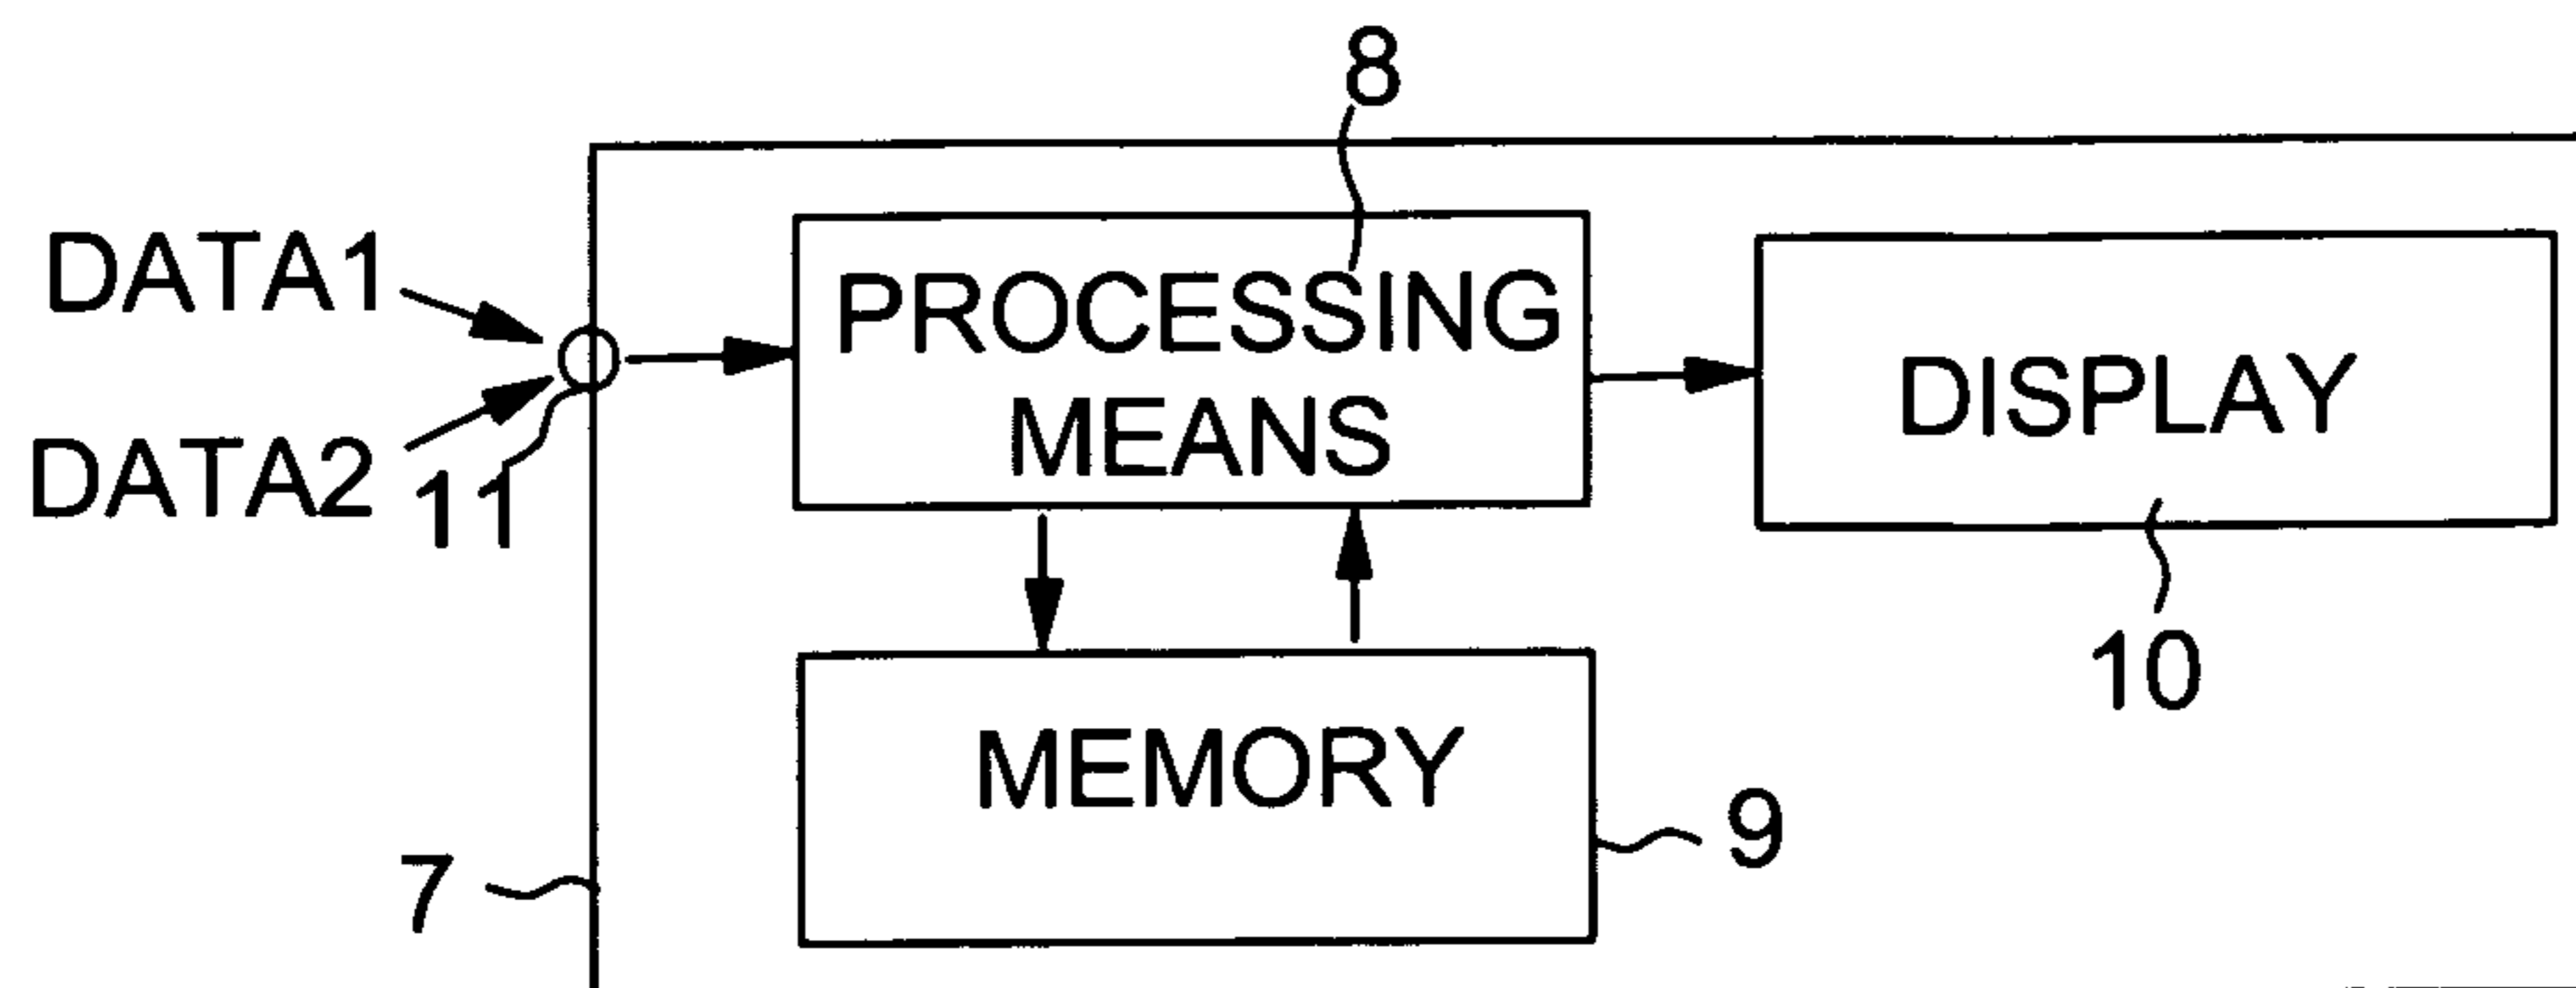 8
DATA1
PROCESSING
MEANS
DISPLAY
DATA2
11
10
MEMORY
9
7